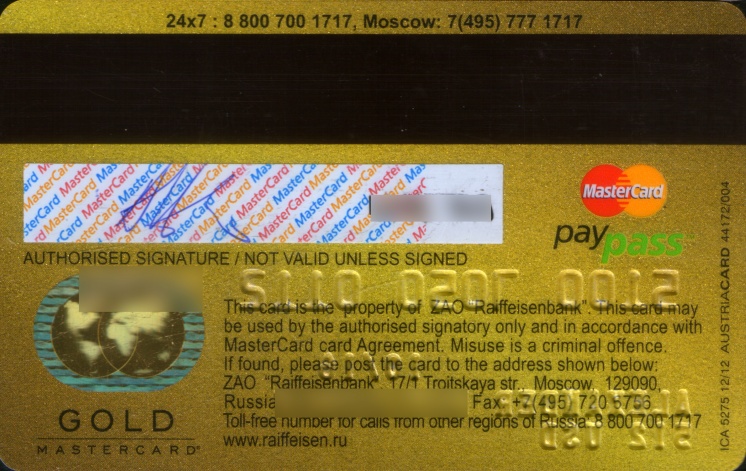 24x7 : 8 800 700 1717, Moscow: 7(495) 777 1717
MasterCard
paypass
AUTHORISED SIGNATURE / NOT VALID UNLESS SIGNED
This card is the property of ZAO "Raiffeisenbank". This card may
be used by the authorised signatory only and in accordance with
MasterCard card Agreement. Misuse is a criminal offence.
If found, please post the card to the address shown below:
ZAO "Raiffeisenbank" 17/1 Troitskaya str., Moscow, 129090,
Russia Fax: +7(495) 720 6766
Toll-free number for calls from other regions of Russia 8 800 700 1717
www.raiffeisen.ru
GOLD
MASTERCARD
ICA 5275 12/12 AUSTRIACARD 44172/004